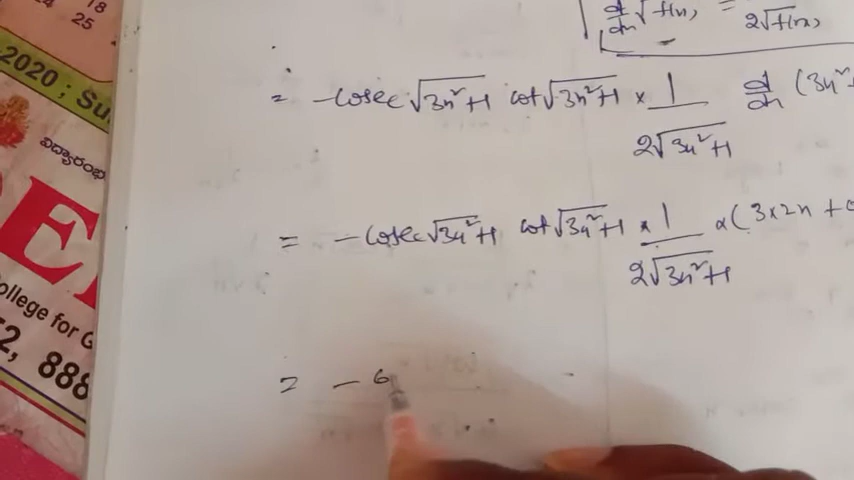 18
24
25
d/dx √f(x) = 1/2√f(x)
2020 ; Su
విద్యారంభ
E
ollege for G
2, 888
= -cosec √3x²+1 cot √3x²+1 × 1/2√3x²+1 d/dx (3x²+
= -cosec √3x²+1 cot √3x²+1 × 1/2√3x²+1 × (3×2x + 0
= - 6